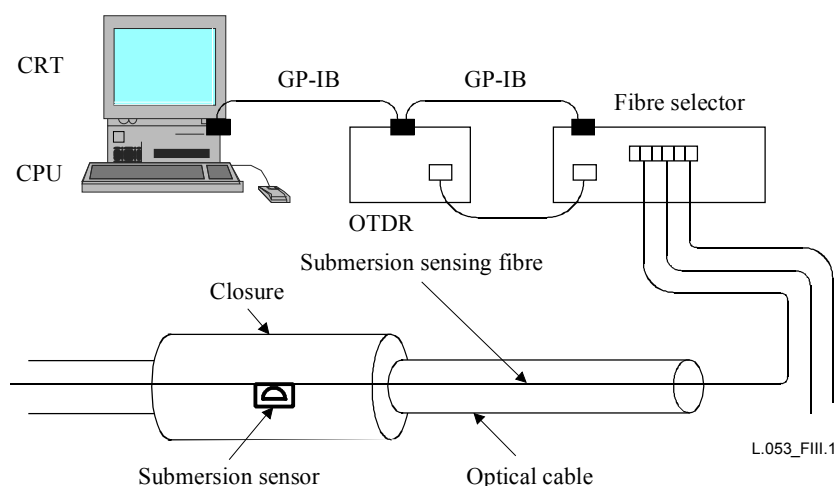 CRT
GP-IB
GP-IB
Fibre selector
CPU
OTDR
Submersion sensing fibre
Closure
L.053_FIII.1
Submersion sensor
Optical cable